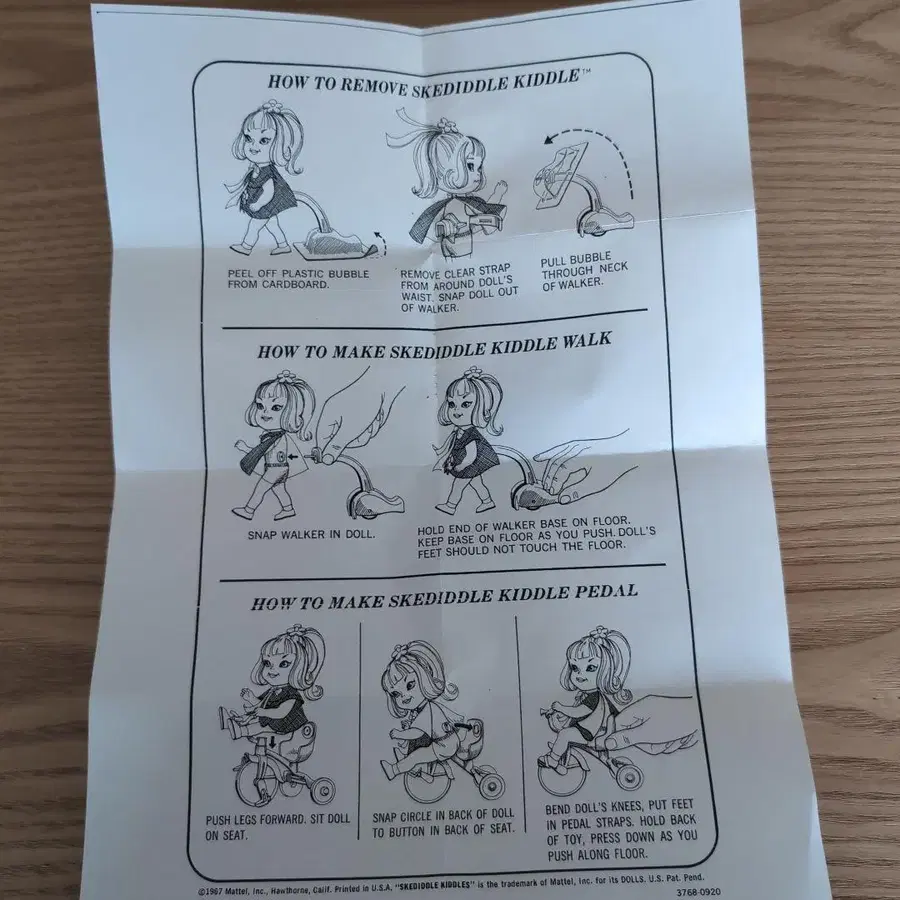 HOW TO REMOVE SKEDIDDLE KIDDLE™
PEEL OFF PLASTIC BUBBLE
FROM CARDBOARD.
REMOVE CLEAR STRAP
FROM AROUND DOLL'S
WAIST. SNAP DOLL OUT
OF WALKER.
PULL BUBBLE
THROUGH NECK
OF WALKER.
HOW TO MAKE SKEDIDDLE KIDDLE WALK
SNAP WALKER IN DOLL.
HOLD END OF WALKER BASE ON FLOOR.
KEEP BASE ON FLOOR AS YOU PUSH. DOLL'S
FEET SHOULD NOT TOUCH THE FLOOR.
HOW TO MAKE SKEDIDDLE KIDDLE PEDAL
PUSH LEGS FORWARD. SIT DOLL
ON SEAT.
SNAP CIRCLE IN BACK OF DOLL
TO BUTTON IN BACK OF SEAT.
BEND DOLL'S KNEES, PUT FEET
IN PEDAL STRAPS. HOLD BACK
OF TOY, PRESS DOWN AS YOU
PUSH ALONG FLOOR.
©1967 Mattel, Inc., Hawthorne, Calif. Printed in U.S.A. "SKEDIDDLE KIDDLES" is the trademark of Mattel, Inc. for its DOLLS. U.S. Pat. Pend.
3768-0920